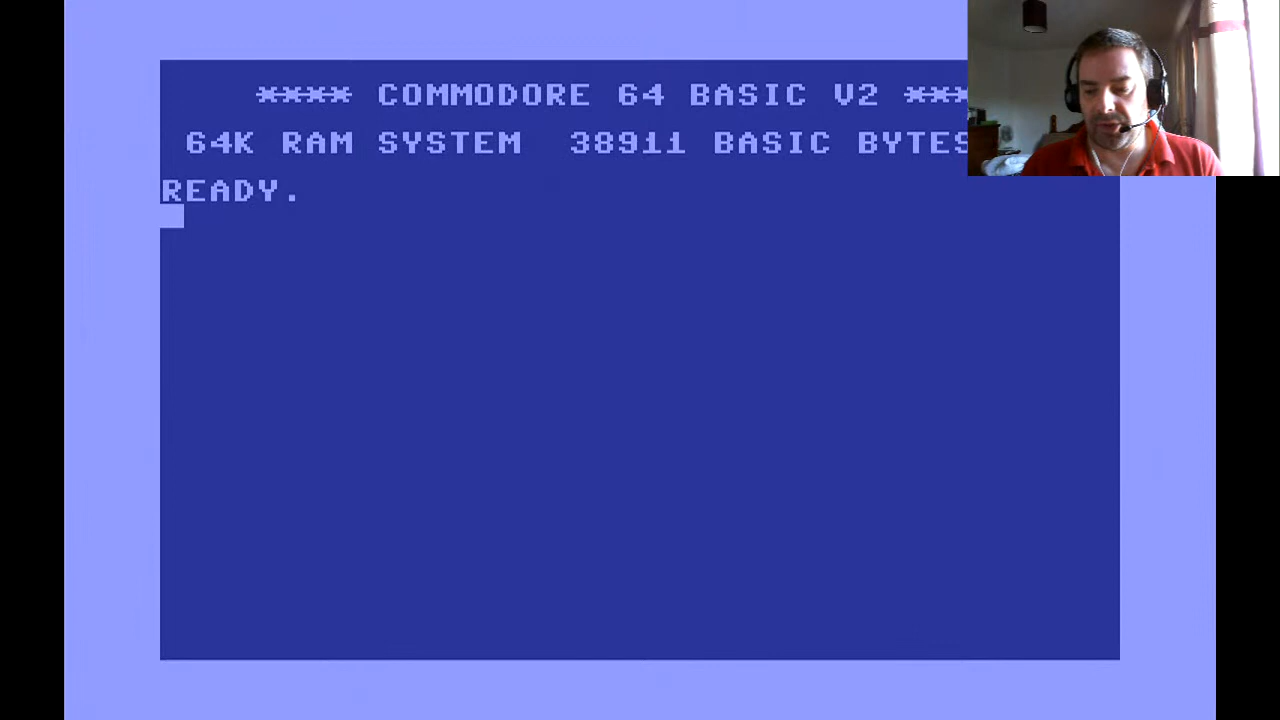 **** COMMODORE 64 BASIC V2 ***
64K RAM SYSTEM 38911 BASIC BYTES
READY.